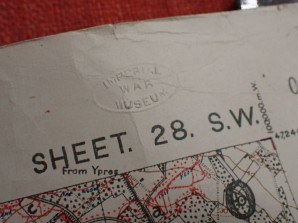 IMPERIAL
WAR
MUSEUM
SHEET. 28. S.W.
From Ypres